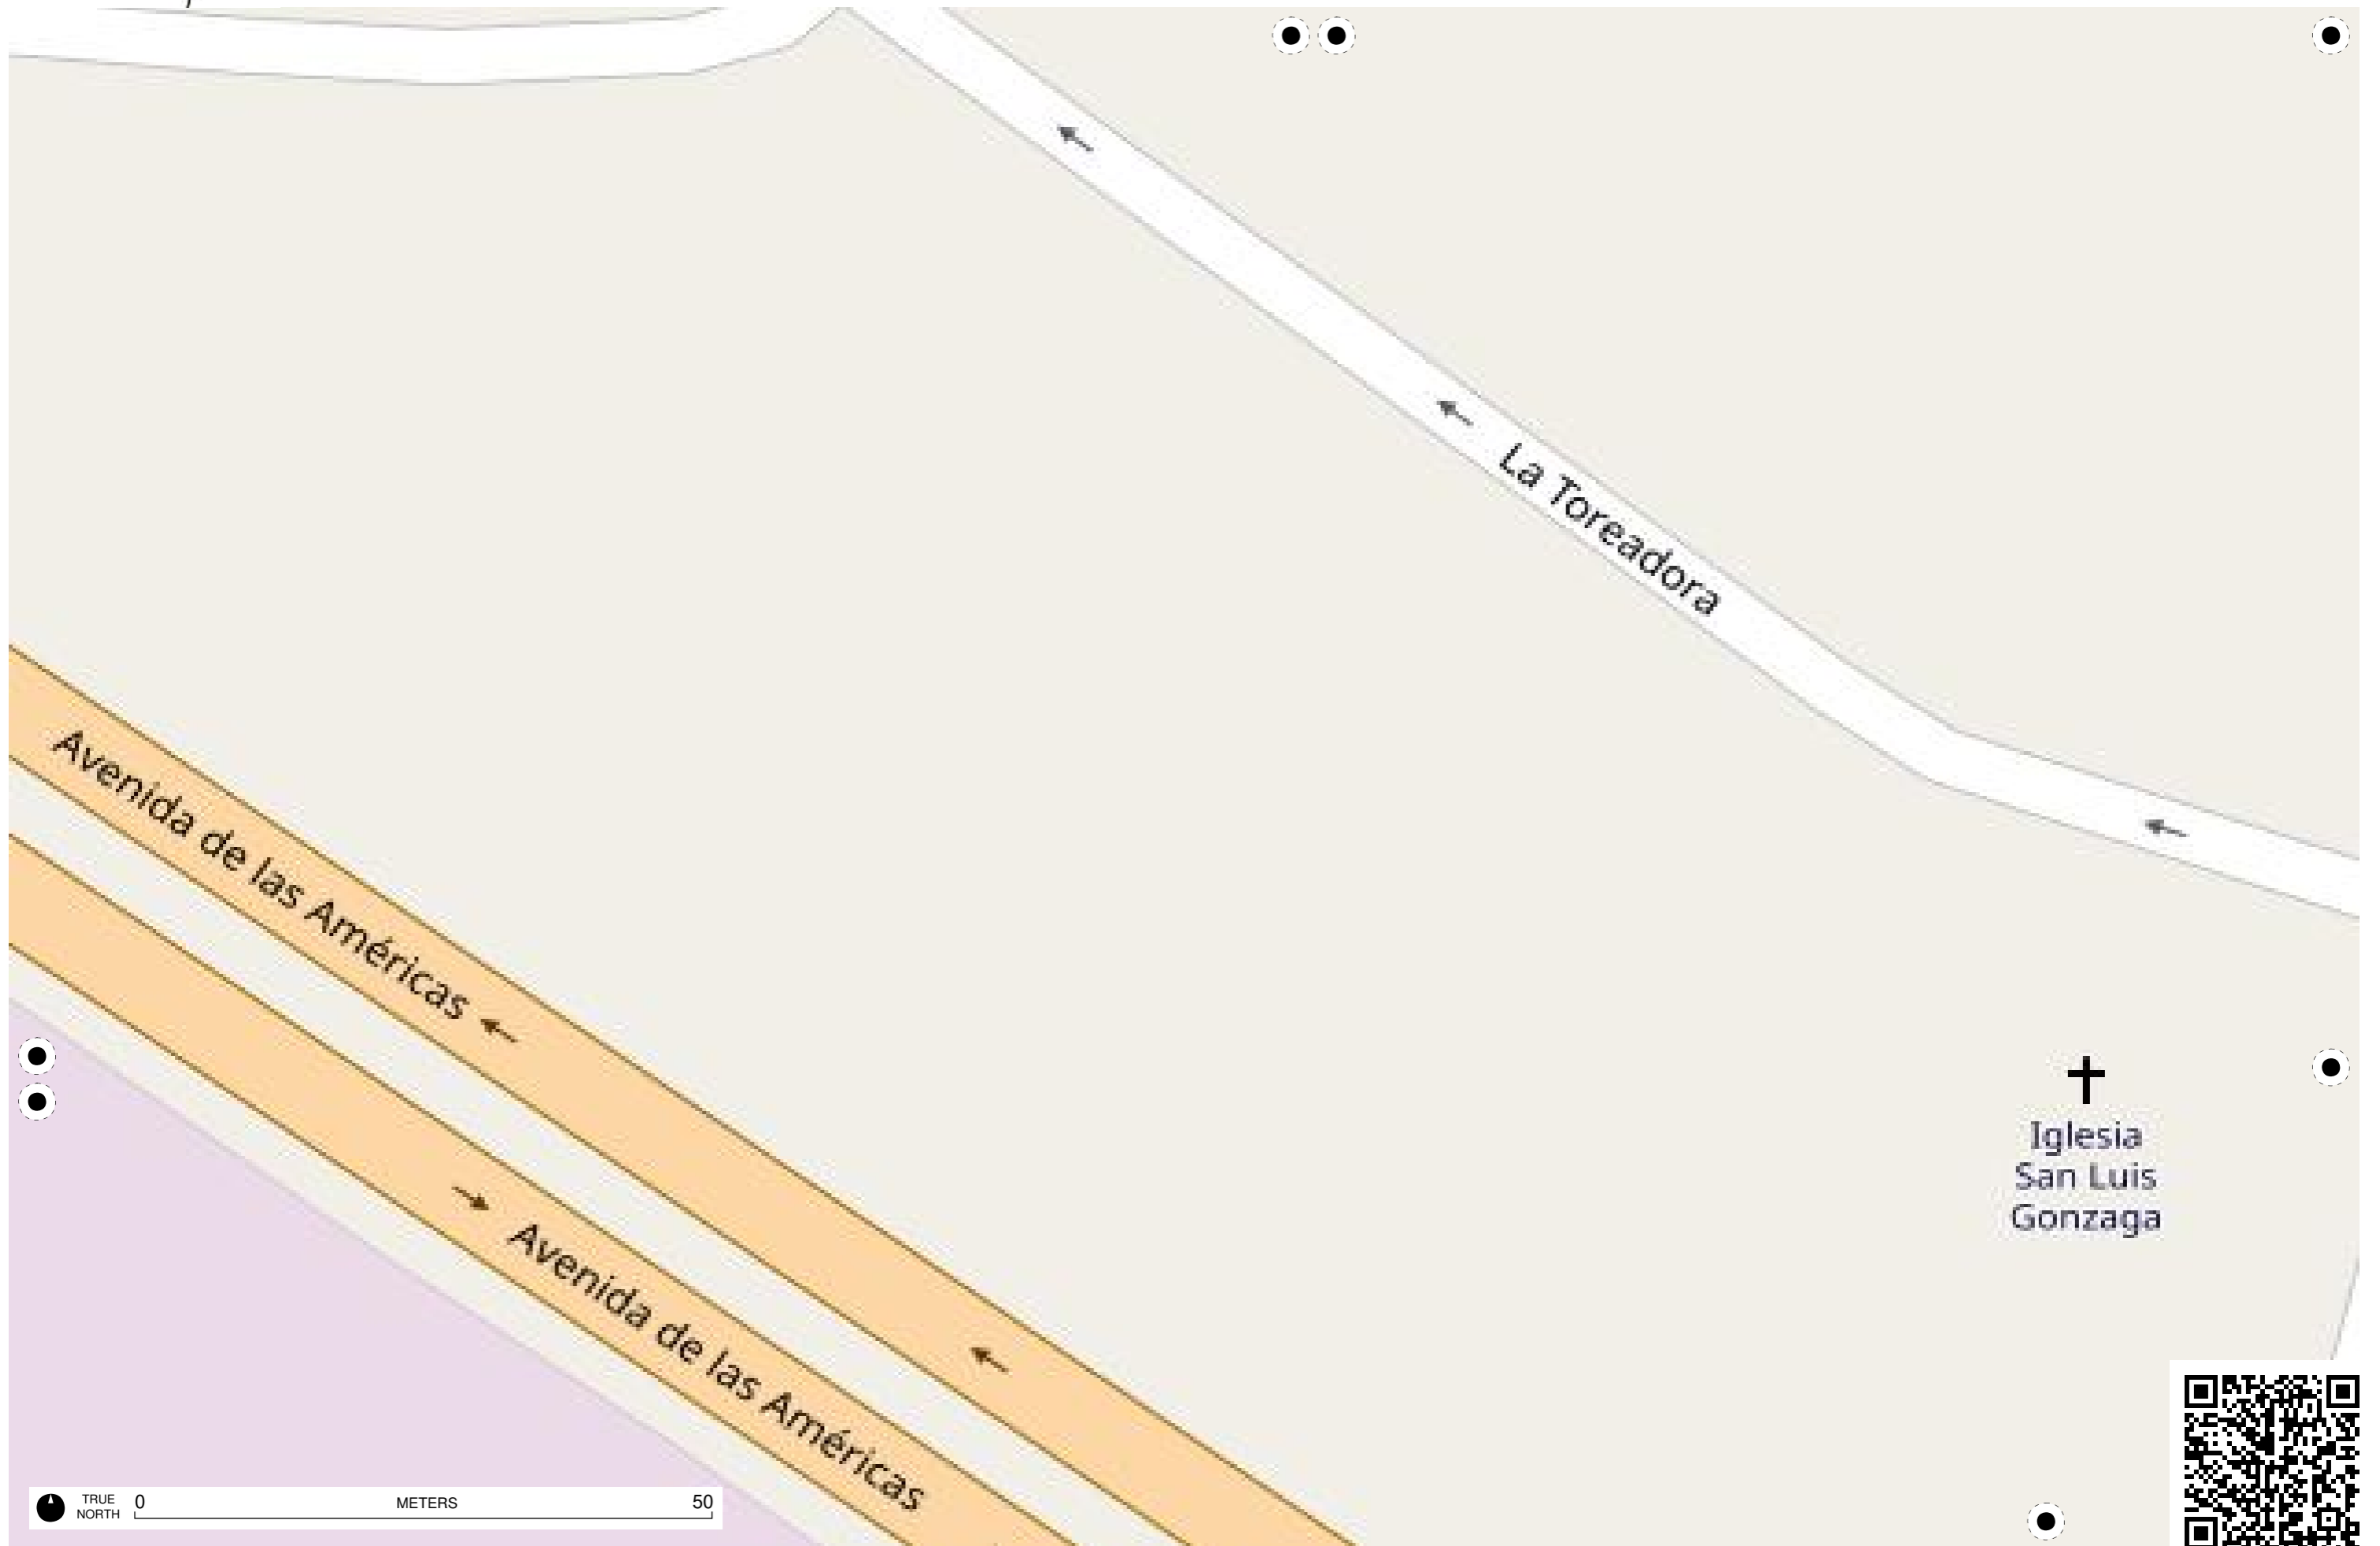 La Toreadora
Avenida de las Américas
Avenida de las Américas
Iglesia
San Luis
Gonzaga
TRUE
NORTH
0 METERS 50